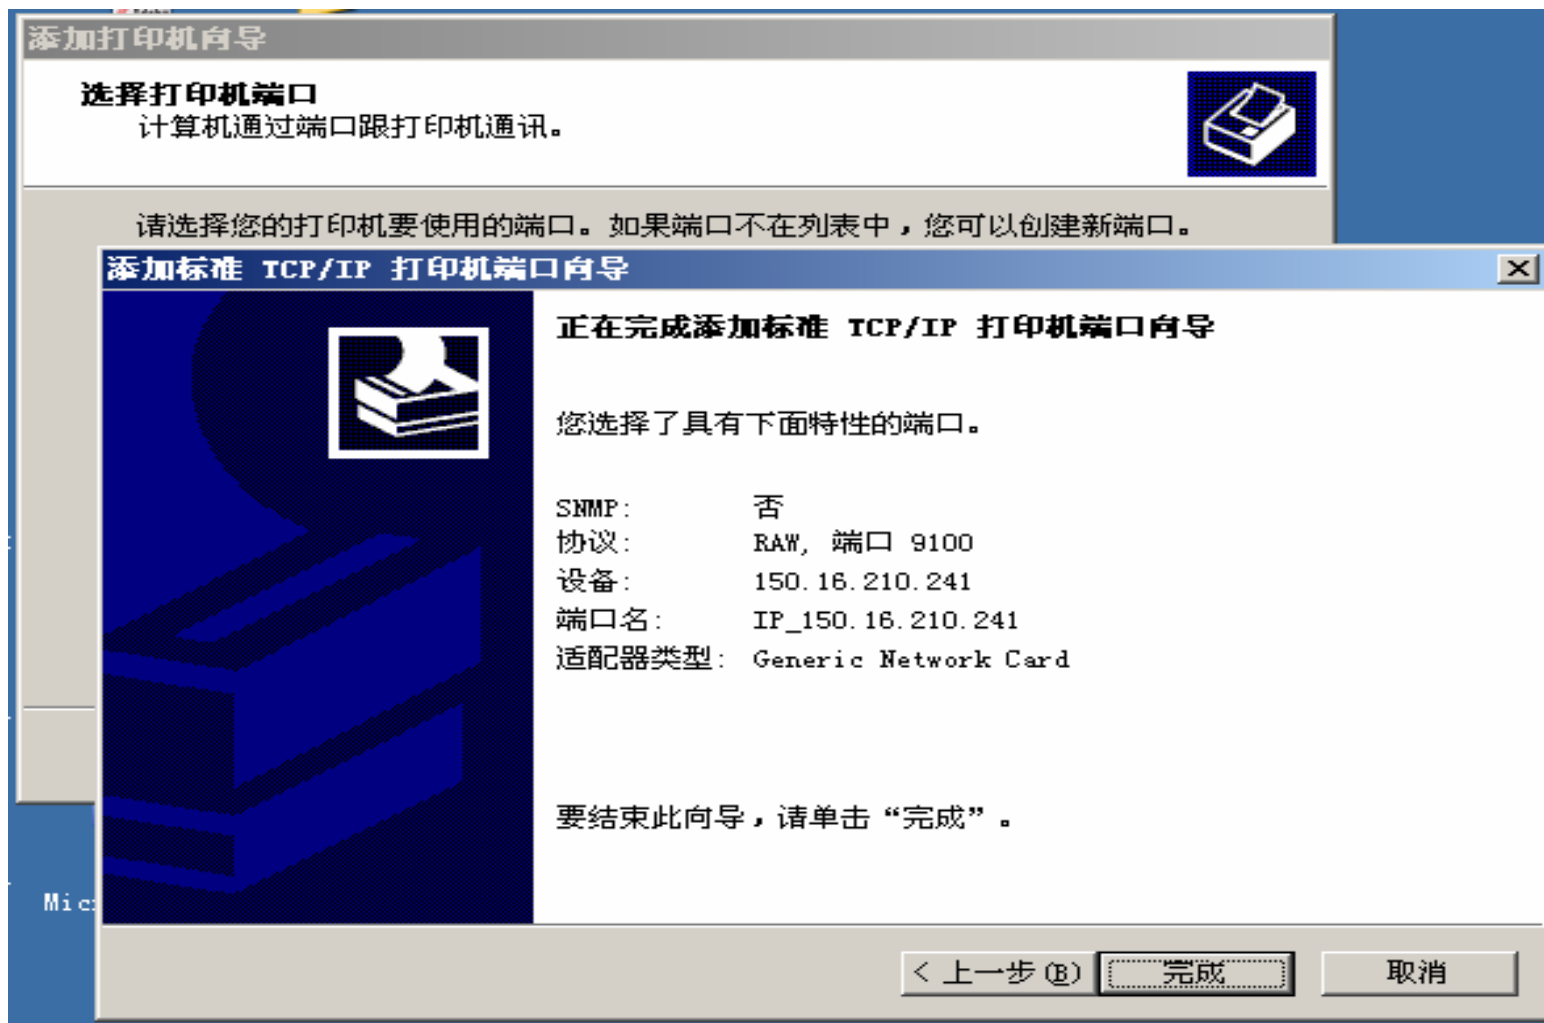 添加打印机向导
选择打印机端口
计算机通过端口跟打印机通讯。
请选择您的打印机要使用的端口。如果端口不在列表中，您可以创建新端口。
添加标准 TCP/IP 打印机端口向导
正在完成添加标准 TCP/IP 打印机端口向导
您选择了具有下面特性的端口。
SNMP: 否
协议: RAW, 端口 9100
设备: 150.16.210.241
端口名: IP_150.16.210.241
适配器类型: Generic Network Card
要结束此向导，请单击“完成”。
Mic
< 上一步(B) 完成 取消